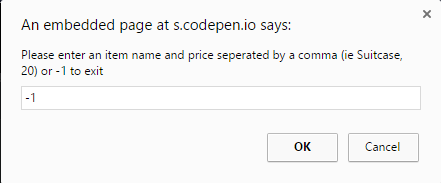 An embedded page at s.codepen.io says:
Please enter an item name and price seperated by a comma (ie Suitcase,
20) or -1 to exit
-1
OK Cancel